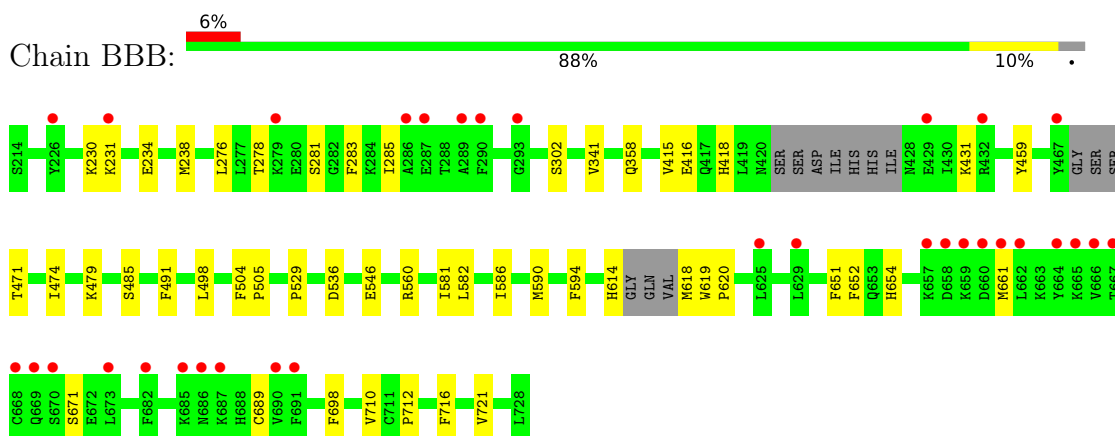 6%
Chain BBB:
88% 10% •
S214 Y226 K230 K231 E234 M238 L276 L277 T278 K279 E280 S281 G282 F283 K284 I285 A286 E287 T288 A289 F290 G293 S302 V341 Q358 V415 E416 Q417 H418 L419 N420 SER SER ASP ILE HIS HIS ILE N428 E429 I430 K431 R432 Y459 Y467 GLY SER SER
T471 I474 K479 S485 F491 L498 F504 P505 P529 D536 E546 R560 I581 L582 I586 M590 F594 H614 GLY GLN VAL M618 W619 P620 L625 L629 F651 F652 Q653 H654 K657 D658 K659 D660 M661 L662 K663 Y664 K665 V666 T667
C668 Q669 S670 S671 E672 L673 F682 K685 N686 K687 H688 C689 V690 F691 F698 V710 C711 P712 F716 V721 L728